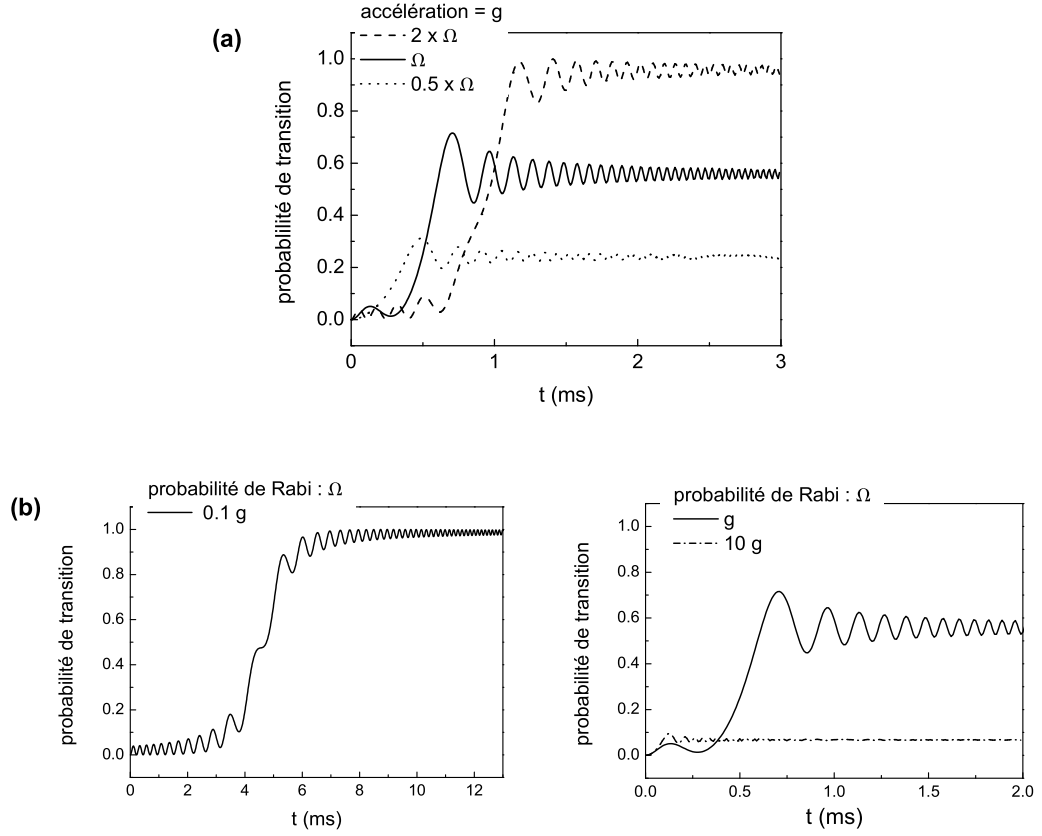 (a)
accélération = g
2 x Ω
Ω
0.5 x Ω
probablilité de transition
1.0
0.8
0.6
0.4
0.2
0.0
0
1
2
3
t (ms)
(b)
probabilité de Rabi : Ω
0.1 g
probabilité de transition
1.0
0.8
0.6
0.4
0.2
0.0
0
2
4
6
8
10
12
t (ms)
probabilité de Rabi : Ω
g
10 g
probabilité de transition
1.0
0.8
0.6
0.4
0.2
0.0
0.0
0.5
1.0
1.5
2.0
t (ms)